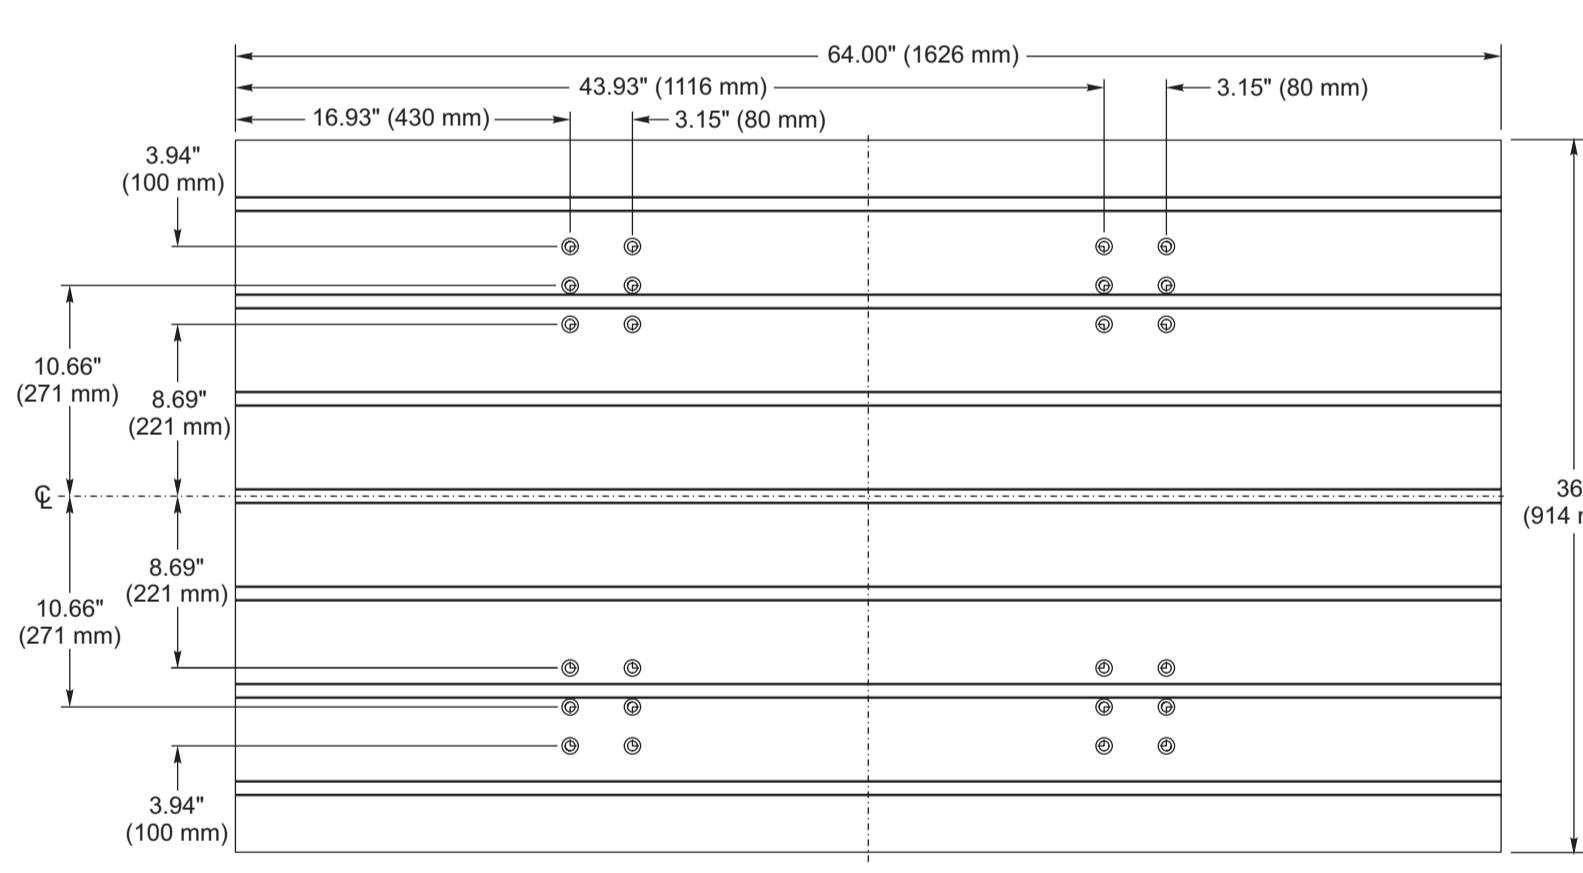 64.00" (1626 mm)
43.93" (1116 mm)
3.15" (80 mm)
16.93" (430 mm)
3.15" (80 mm)
3.94"
(100 mm)
10.66"
(271 mm)
8.69"
(221 mm)
℄
36
(914
8.69"
(221 mm)
10.66"
(271 mm)
3.94"
(100 mm)